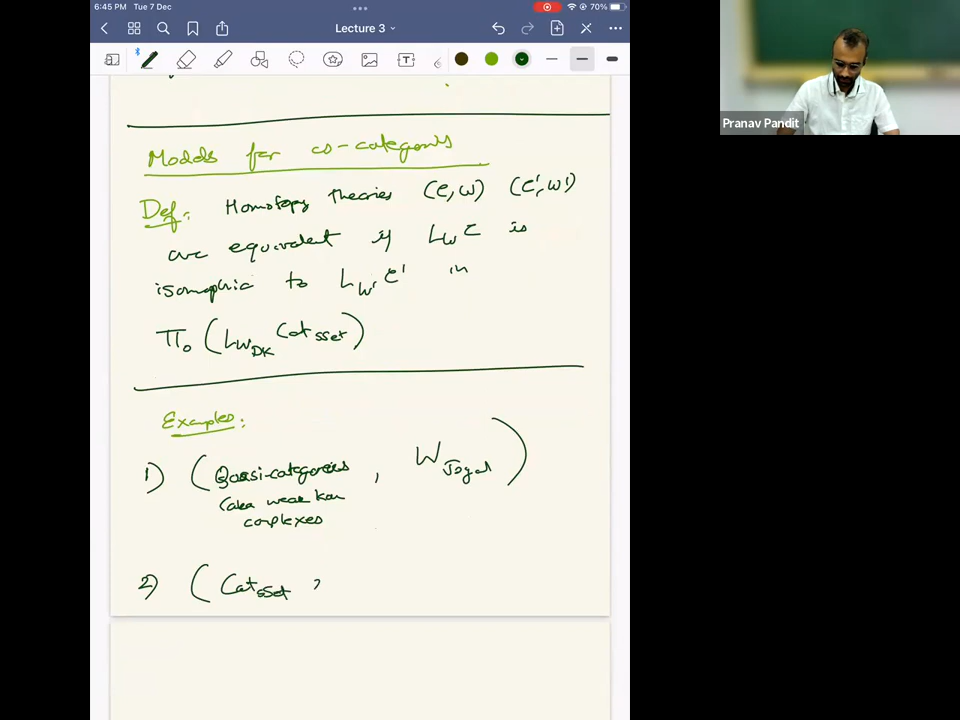 6:45 PM Tue 7 Dec
70%
Lecture 3
Pranav Pandit
Models for ∞-categories
Def: Homotopy theories (C, W) (C', W')
are equivalent if L_W C is
isomorphic to L_W' C' in
π₀ (L_W_DK Cat_sSet)
Examples:
1) (Quasi-categories, W_Joyal)
(aka weak Kan
complexes
2) (Cat_sSet,